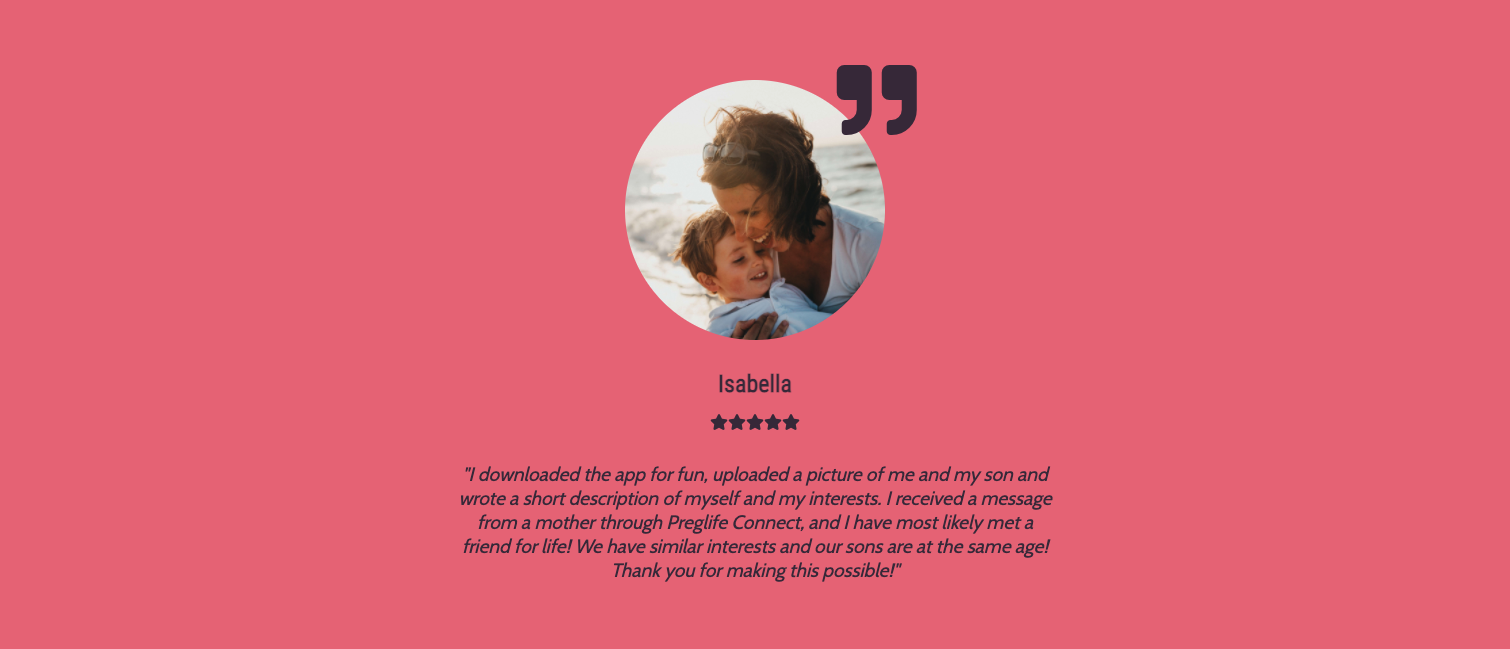 Isabella
"I downloaded the app for fun, uploaded a picture of me and my son and
wrote a short description of myself and my interests. I received a message
from a mother through Preglife Connect, and I have most likely met a
friend for life! We have similar interests and our sons are at the same age!
Thank you for making this possible!"